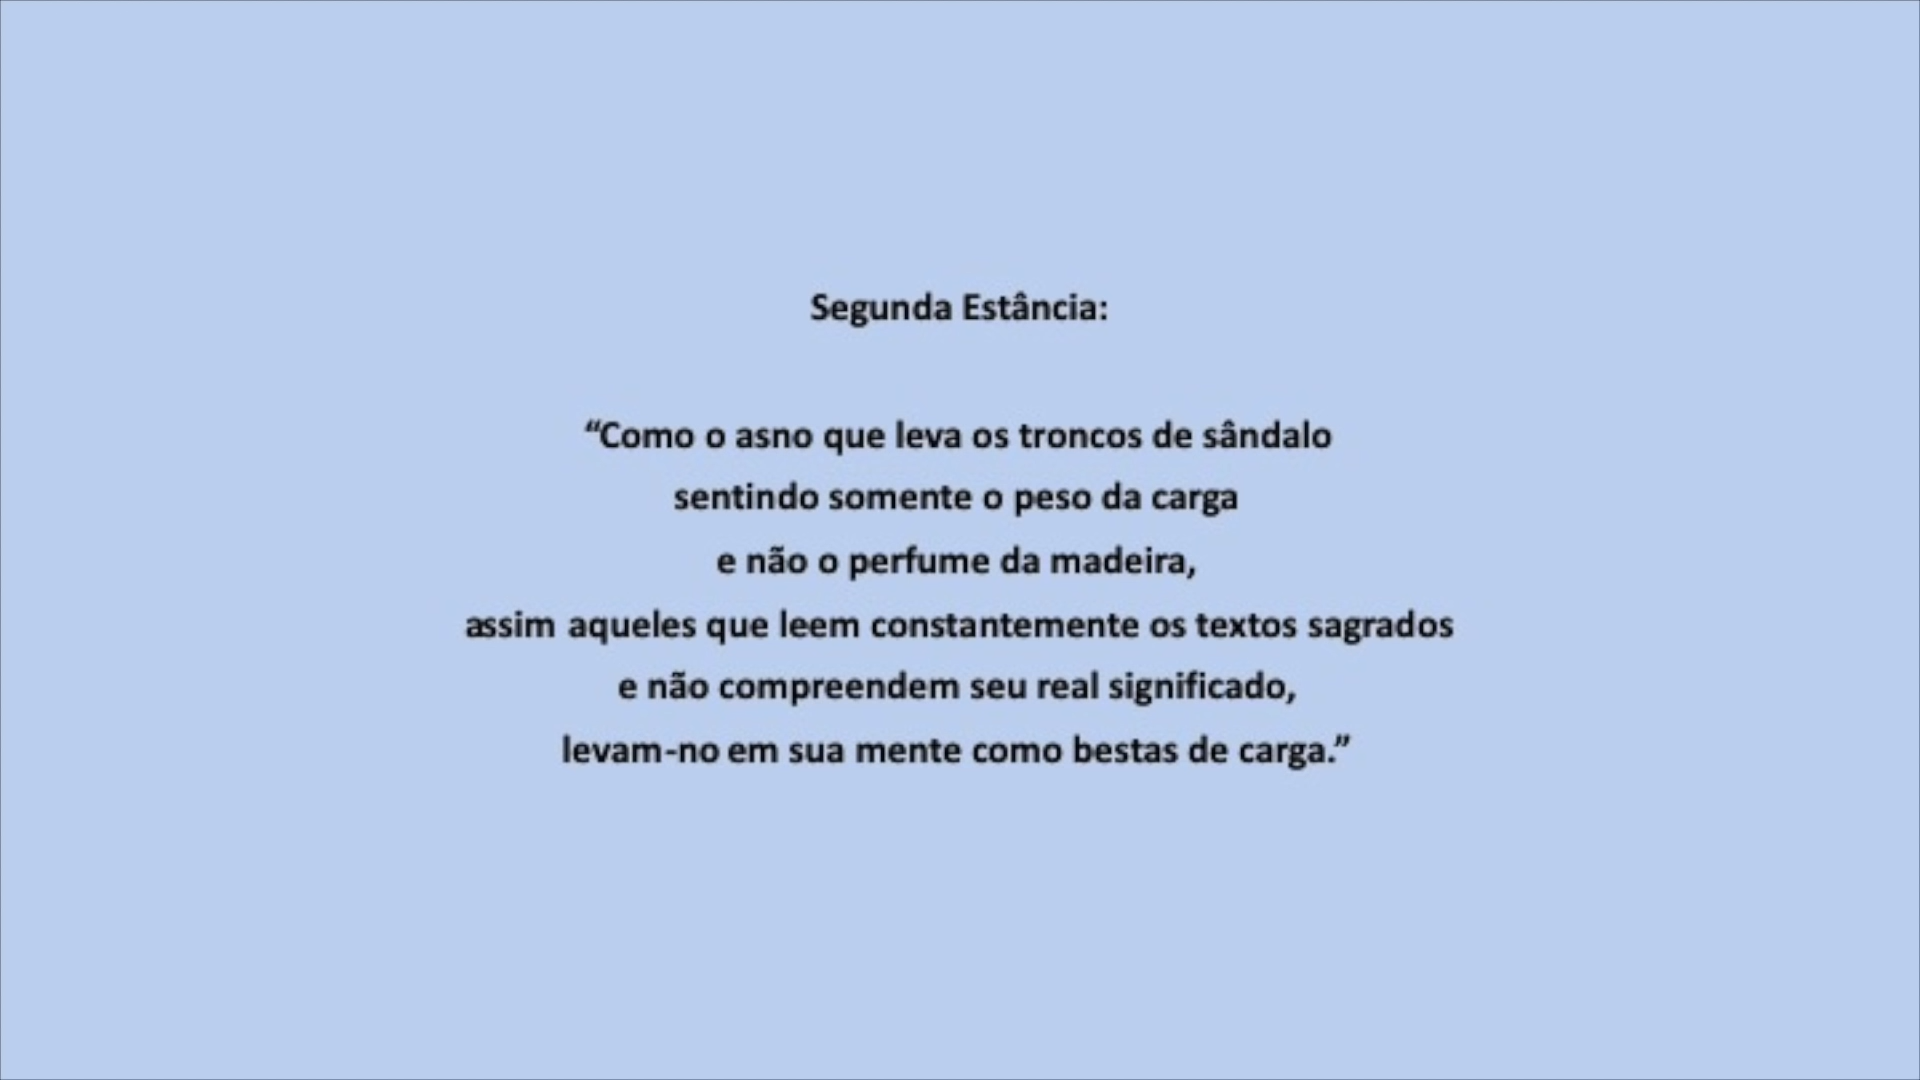 Segunda Estância:
“Como o asno que leva os troncos de sândalo
sentindo somente o peso da carga
e não o perfume da madeira,
assim aqueles que leem constantemente os textos sagrados
e não compreendem seu real significado,
levam-no em sua mente como bestas de carga.”